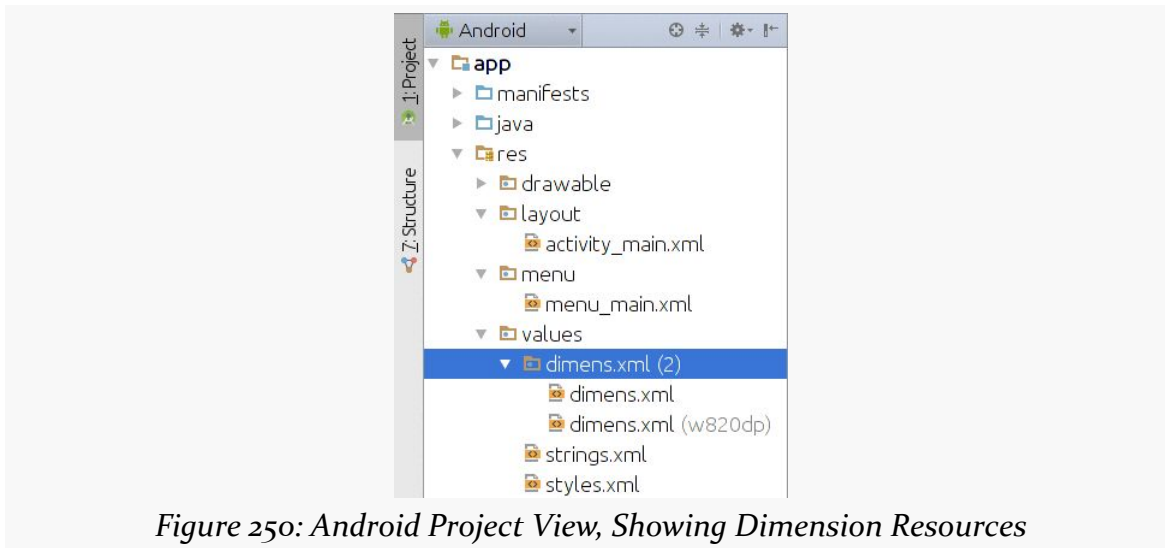 Android
1: Project
7: Structure
app
manifests
java
res
drawable
layout
activity_main.xml
menu
menu_main.xml
values
dimens.xml (2)
dimens.xml
dimens.xml (w820dp)
strings.xml
styles.xml
Figure 250: Android Project View, Showing Dimension Resources